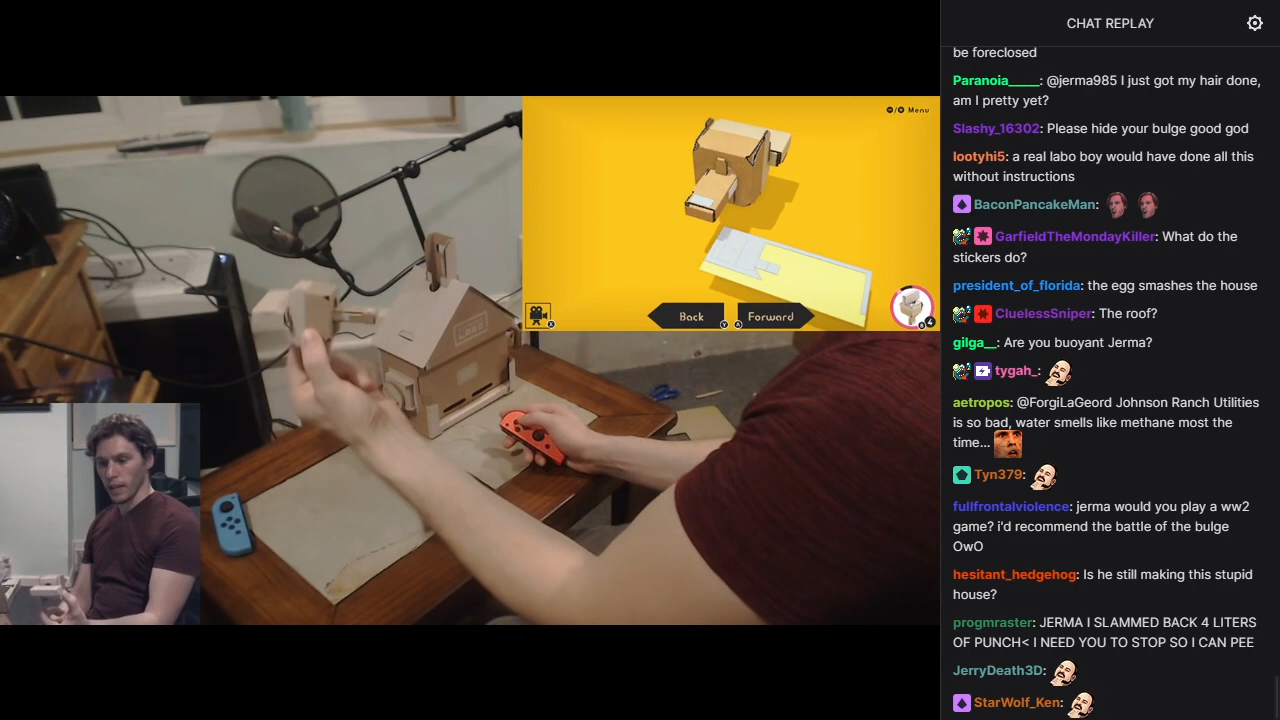 CHAT REPLAY
be foreclosed
Paranoia_____: @jerma985 I just got my hair done,
am I pretty yet?
Slashy_16302: Please hide your bulge good god
lootyhi5: a real labo boy would have done all this
without instructions
BaconPancakeMan:
GarfieldTheMondayKiller: What do the
stickers do?
president_of_florida: the egg smashes the house
CluelessSniper: The roof?
gilga__: Are you buoyant Jerma?
tygah_:
aetropos: @ForgiLaGeord Johnson Ranch Utilities
is so bad, water smells like methane most the
time...
Tyn379:
fullfrontalviolence: jerma would you play a ww2
game? i'd recommend the battle of the bulge
OwO
hesitant_hedgehog: Is he still making this stupid
house?
progmraster: JERMA I SLAMMED BACK 4 LITERS
OF PUNCH< I NEED YOU TO STOP SO I CAN PEE
JerryDeath3D:
StarWolf_Ken:
Menu
Back
Y
A
Forward
X
4
LABO